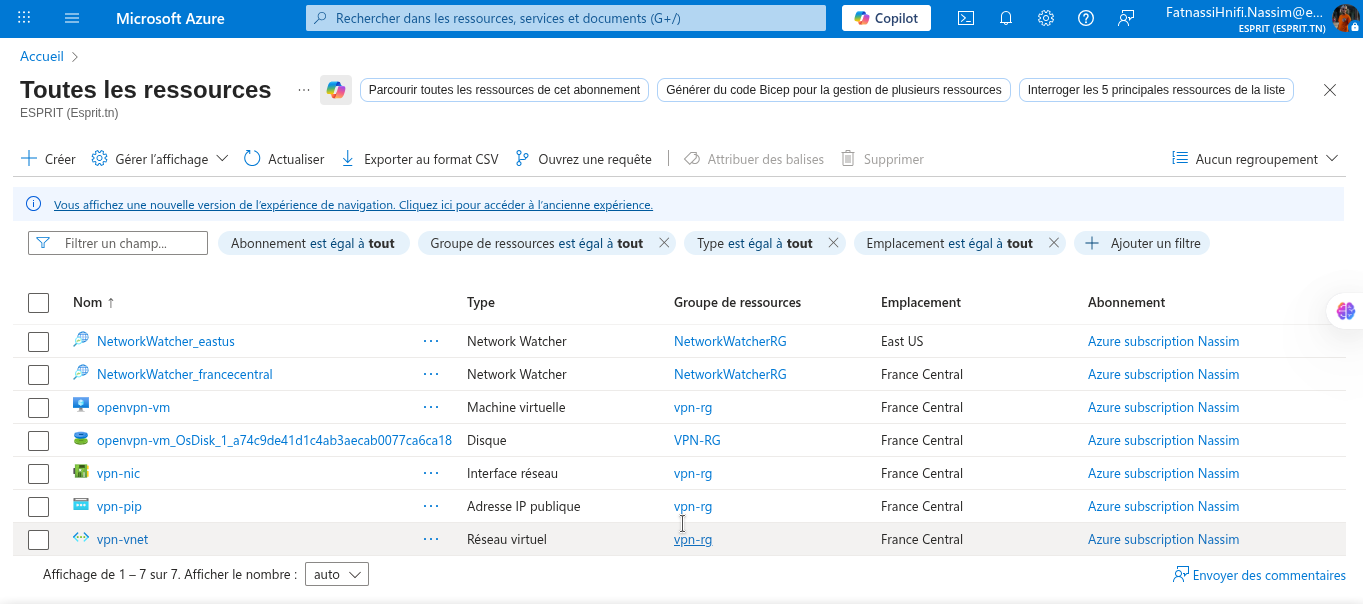 Microsoft Azure
Rechercher dans les ressources, services et documents (G+/)
Copilot
FatnassiHnifi.Nassim@e...
ESPRIT (ESPRIT.TN)
Accueil
Toutes les ressources
...
Parcourir toutes les ressources de cet abonnement
Générer du code Bicep pour la gestion de plusieurs ressources
Interroger les 5 principales ressources de la liste
ESPRIT (Esprit.tn)
Créer
Gérer l'affichage
Actualiser
Exporter au format CSV
Ouvrez une requête
Attribuer des balises
Supprimer
Aucun regroupement
Vous affichez une nouvelle version de l'expérience de navigation. Cliquez ici pour accéder à l'ancienne expérience.
Filtrer un champ...
Abonnement est égal à tout
Groupe de ressources est égal à tout
Type est égal à tout
Emplacement est égal à tout
Ajouter un filtre
Nom ↑ Type Groupe de ressources Emplacement Abonnement
NetworkWatcher_eastus ... Network Watcher NetworkWatcherRG East US Azure subscription Nassim
NetworkWatcher_francecentral ... Network Watcher NetworkWatcherRG France Central Azure subscription Nassim
openvpn-vm ... Machine virtuelle vpn-rg France Central Azure subscription Nassim
openvpn-vm_OsDisk_1_a74c9de41d1c4ab3aecab0077ca6ca18 Disque VPN-RG France Central Azure subscription Nassim
vpn-nic ... Interface réseau vpn-rg France Central Azure subscription Nassim
vpn-pip ... Adresse IP publique vpn-rg France Central Azure subscription Nassim
vpn-vnet ... Réseau virtuel vpn-rg France Central Azure subscription Nassim
Affichage de 1 – 7 sur 7. Afficher le nombre : auto
Envoyer des commentaires